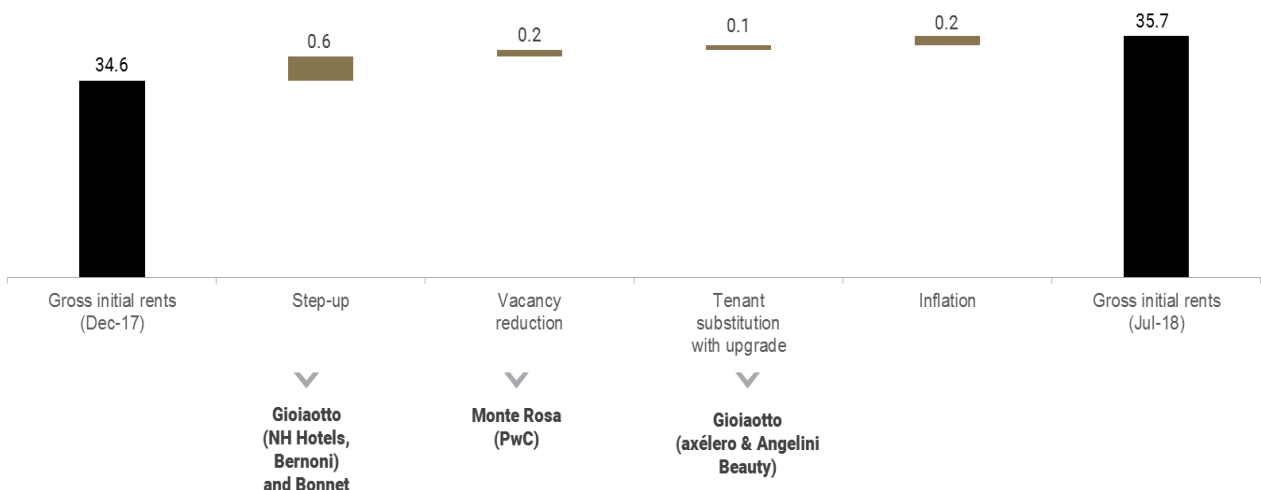 34.6
0.6
0.2
0.1
0.2
35.7
Gross initial rents
(Dec-17)
Step-up
Vacancy
reduction
Tenant
substitution
with upgrade
Inflation
Gross initial rents
(Jul-18)
Gioiaotto
(NH Hotels,
Bernoni)
and Bonnet
Monte Rosa
(PwC)
Gioiaotto
(axélero & Angelini
Beauty)